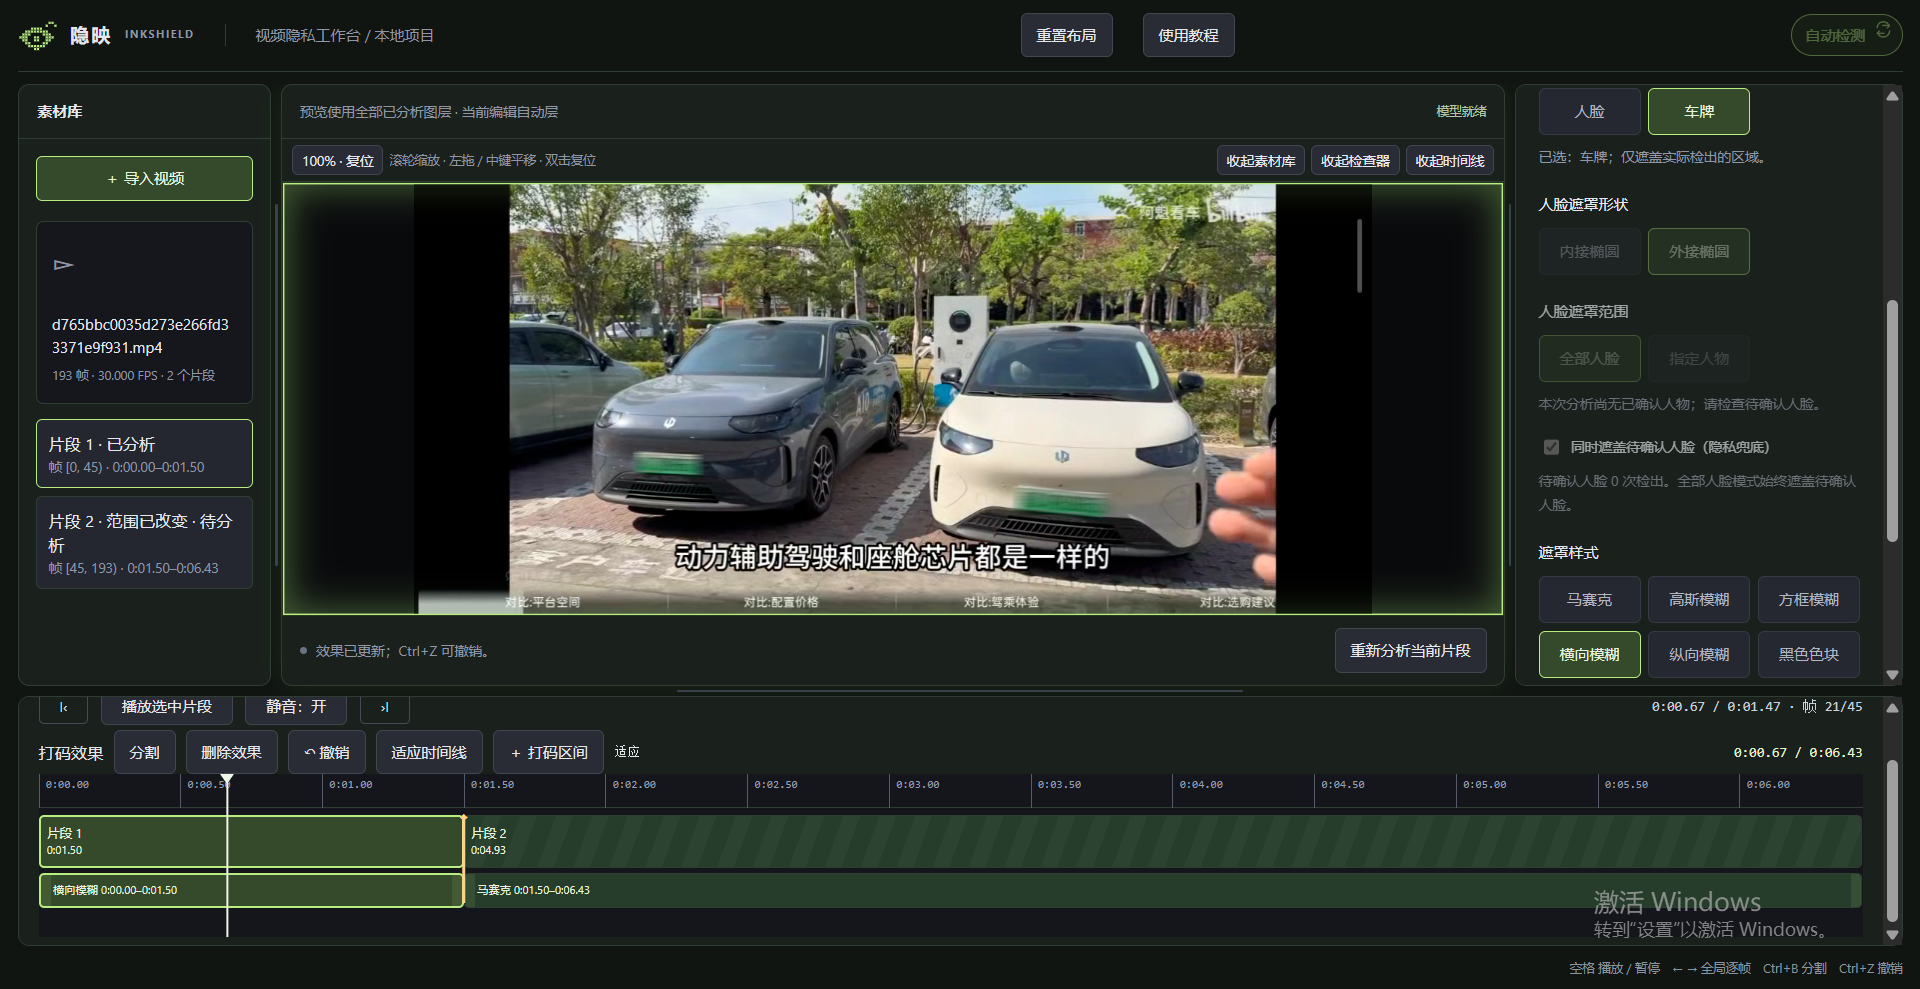 隐映 INKSHIELD 视频隐私工作台 / 本地项目
重置布局
使用教程
自动检测
素材库
+ 导入视频
d765bbc0035d273e266fd3
3371e9f931.mp4
193 帧 · 30.000 FPS · 2 个片段
片段 1 · 已分析
帧 [0, 45) · 0:00.00–0:01.50
片段 2 · 范围已改变 · 待分
析
帧 [45, 193) · 0:01.50–0:06.43
预览使用全部已分析图层 · 当前编辑自动层
模型就绪
100% · 复位
滚轮缩放 · 左拖 / 中键平移 · 双击复位
收起素材库
收起检查器
收起时间线
动力辅助驾驶和座舱芯片都是一样的
对比:平台空间
对比:配置价格
对比:驾乘体验
对比:选购建议
效果已更新；Ctrl+Z 可撤销。
重新分析当前片段
人脸
车牌
已选：车牌；仅遮盖实际检出的区域。
人脸遮罩形状
内接椭圆
外接椭圆
人脸遮罩范围
全部人脸
指定人物
本次分析尚无已确认人物；请检查待确认人脸。
同时遮盖待确认人脸（隐私兜底）
待确认人脸 0 次检出。全部人脸模式始终遮盖待确认
人脸。
遮罩样式
马赛克
高斯模糊
方框模糊
横向模糊
纵向模糊
黑色色块
播放选中片段
静音：开
0:00.67 / 0:01.47 · 帧 21/45
打码效果
分割
删除效果
撤销
适应时间线
+ 打码区间
适应
0:00.67 / 0:06.43
0:00.00
0:00.50
0:01.00
0:01.50
0:02.00
0:02.50
0:03.00
0:03.50
0:04.00
0:04.50
0:05.00
0:05.50
0:06.00
片段 1
0:01.50
片段 2
0:04.93
横向模糊 0:00.00–0:01.50
马赛克 0:01.50–0:06.43
激活 Windows
转到“设置”以激活 Windows。
空格 播放 / 暂停 ←→ 全局逐帧 Ctrl+B 分割 Ctrl+Z 撤销